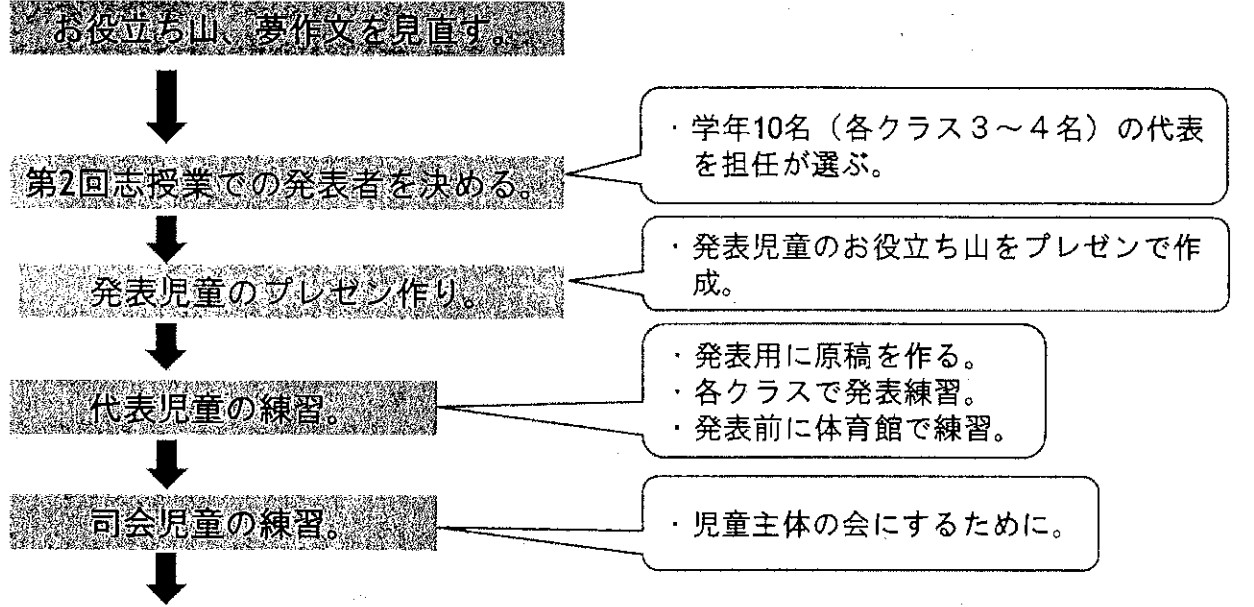 お役立ち山、夢作文を見直す。
・学年10名（各クラス３～４名）の代表
を担任が選ぶ。
第2回志授業での発表者を決める。
・発表児童のお役立ち山をプレゼンで作
成。
発表児童のプレゼン作り。
・発表用に原稿を作る。
・各クラスで発表練習。
・発表前に体育館で練習。
代表児童の練習。
司会児童の練習。
・児童主体の会にするために。